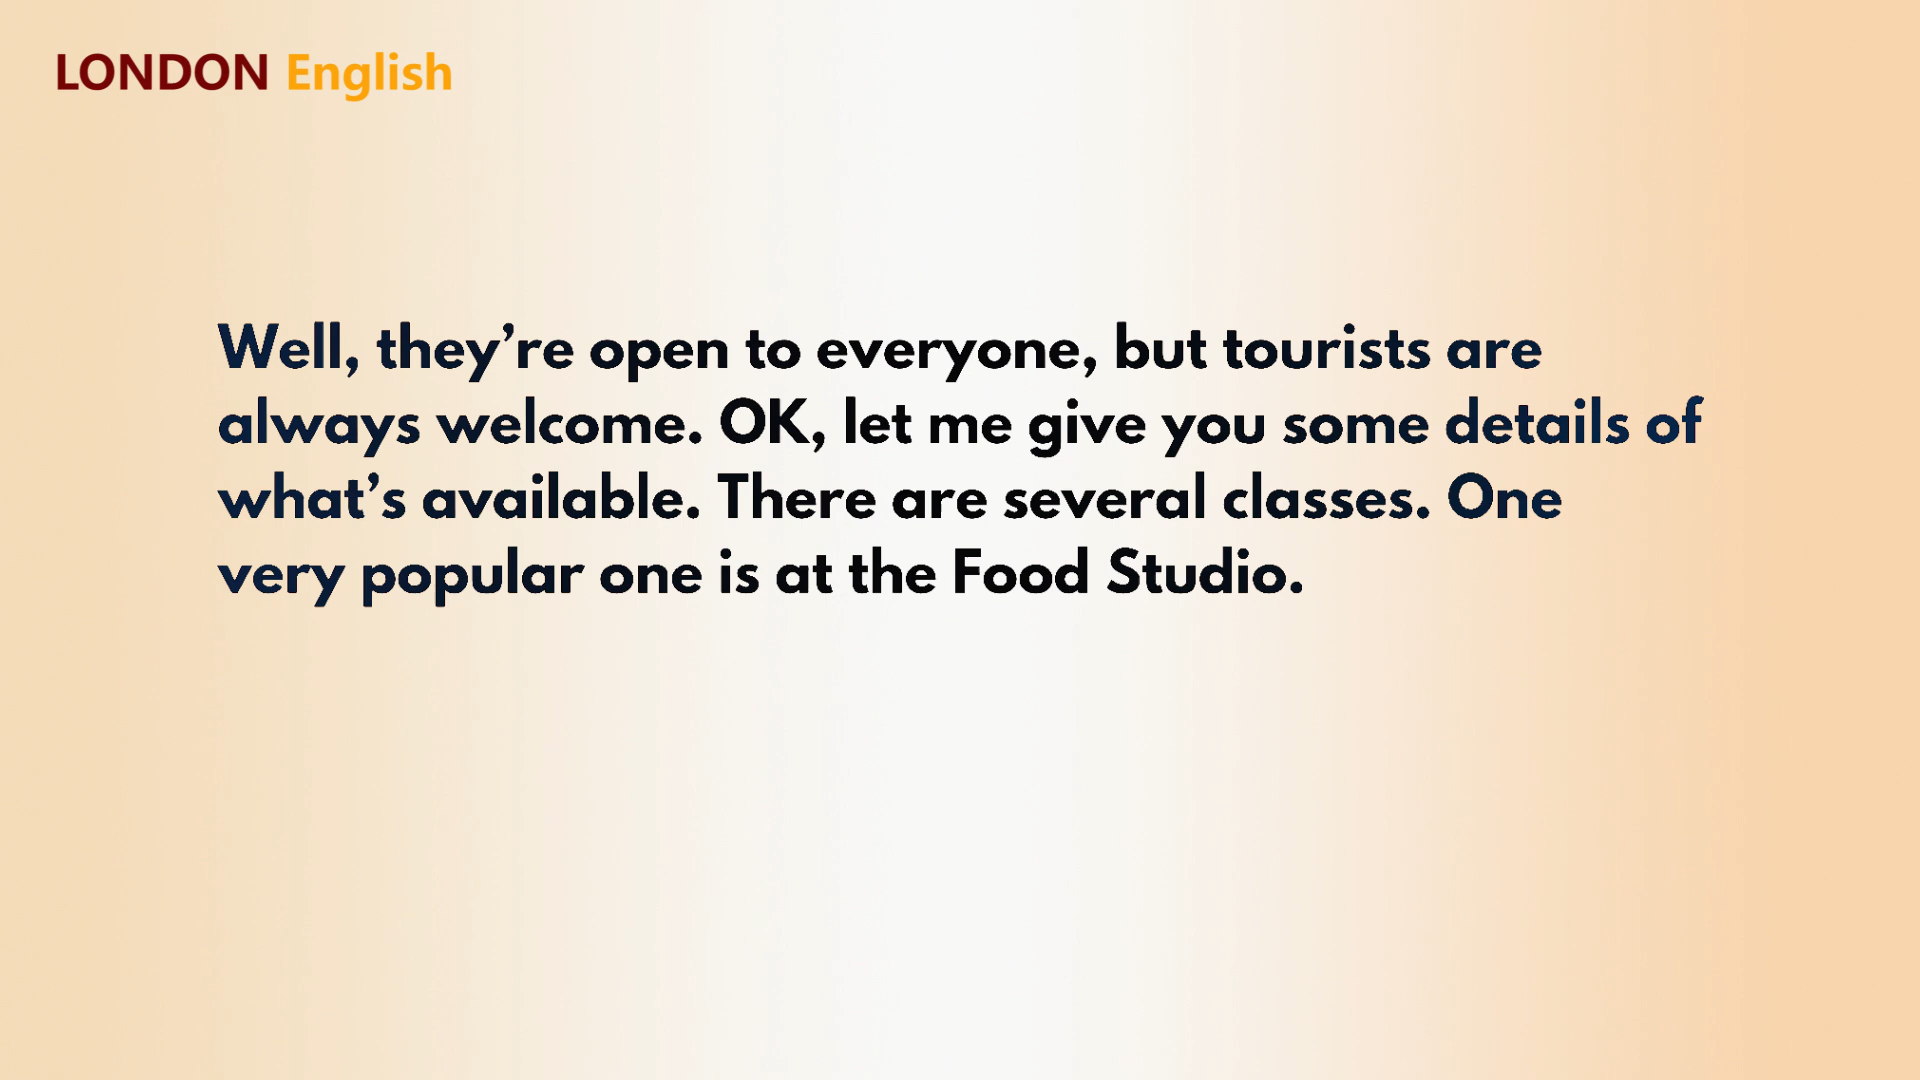 LONDON English
Well, they’re open to everyone, but tourists are
always welcome. OK, let me give you some details of
what’s available. There are several classes. One
very popular one is at the Food Studio.